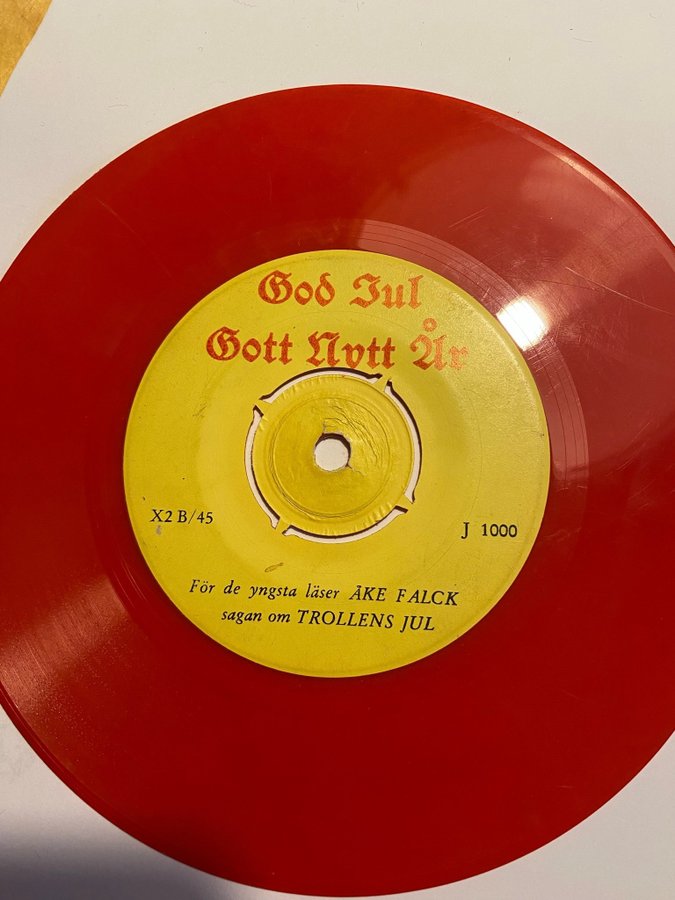 God Jul
Gott Nytt År
X2 B/45
J 1000
För de yngsta läser ÅKE FALCK
sagan om TROLLENS JUL